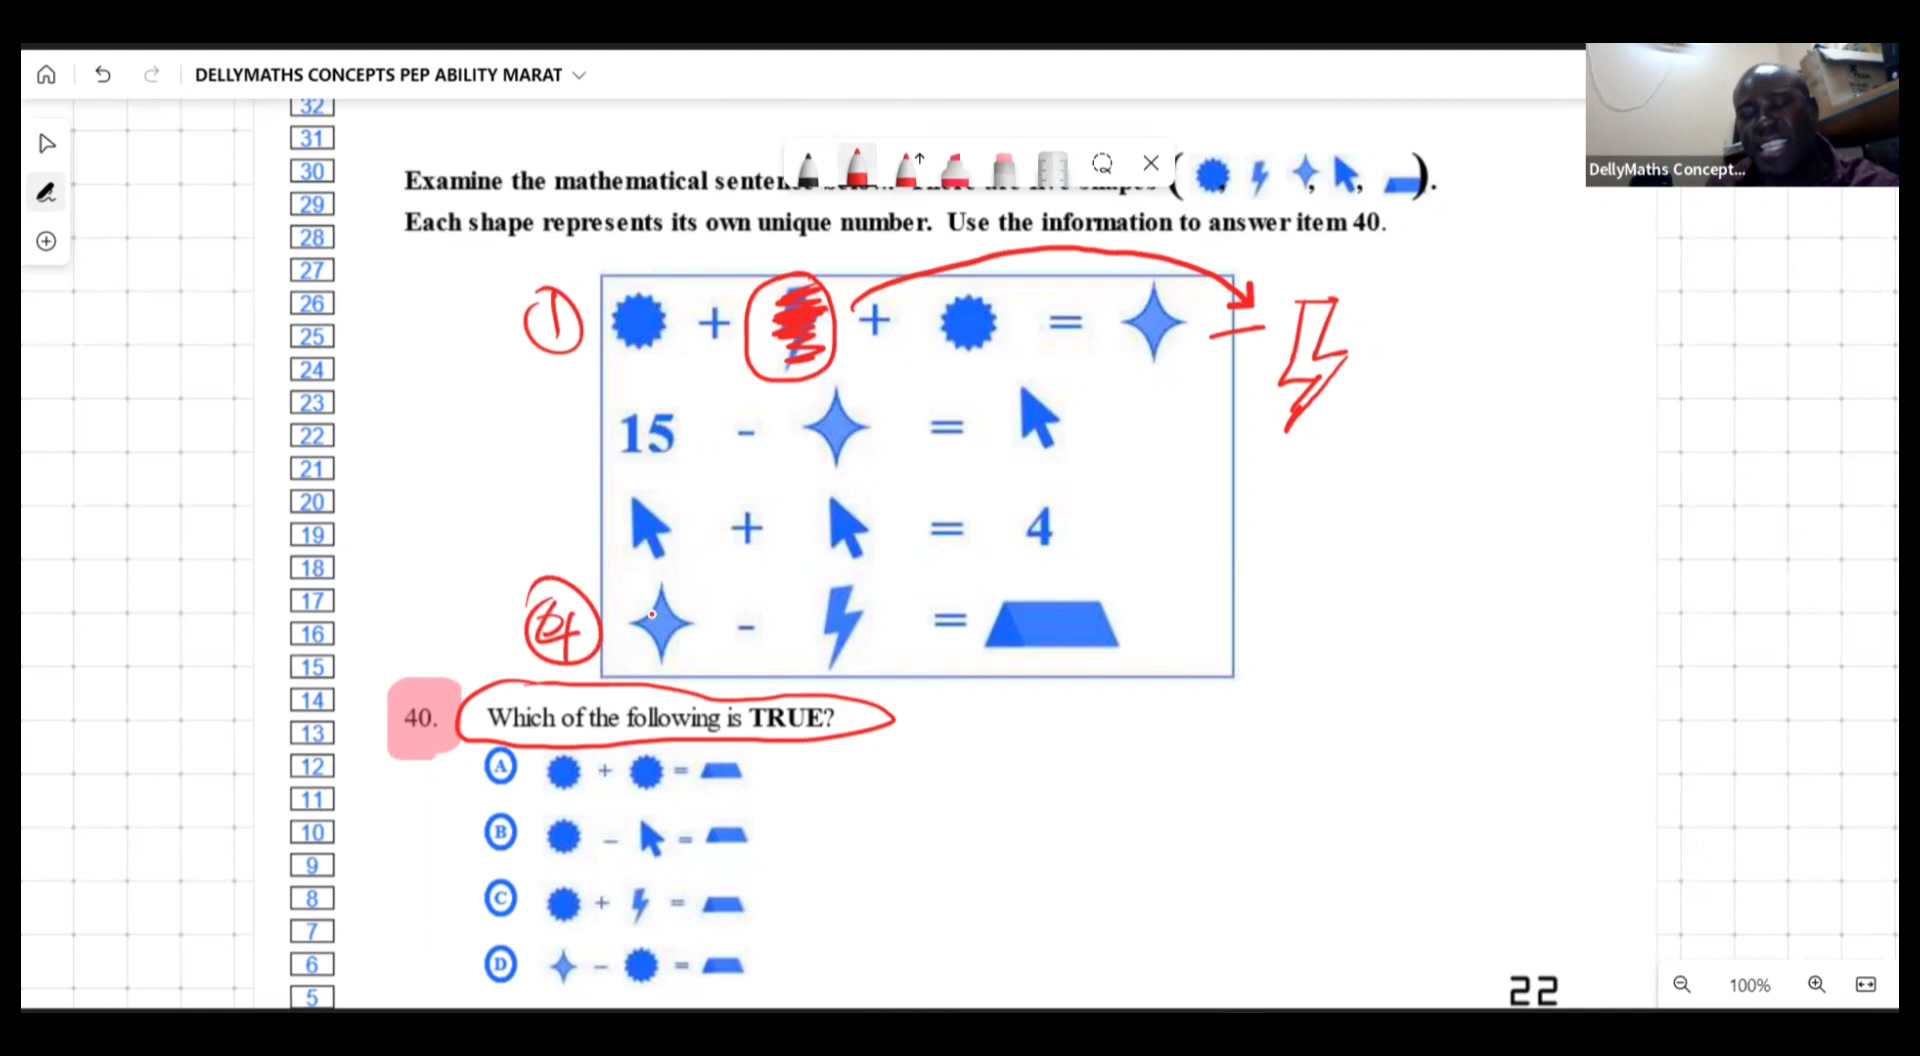 DELLYMATHS CONCEPTS PEP ABILITY MARAT
DellyMaths Concept...
32
31
30
29
28
27
26
25
24
23
22
21
20
19
18
17
16
15
14
13
12
11
10
9
8
7
6
5
Examine the mathematical ( , , , ).
Each shape represents its own unique number. Use the information to answer item 40.
1 + + = -
15 - =
+ = 4
4 - =
40. Which of the following is TRUE?
A + =
B - =
C + =
D - =
22
100%